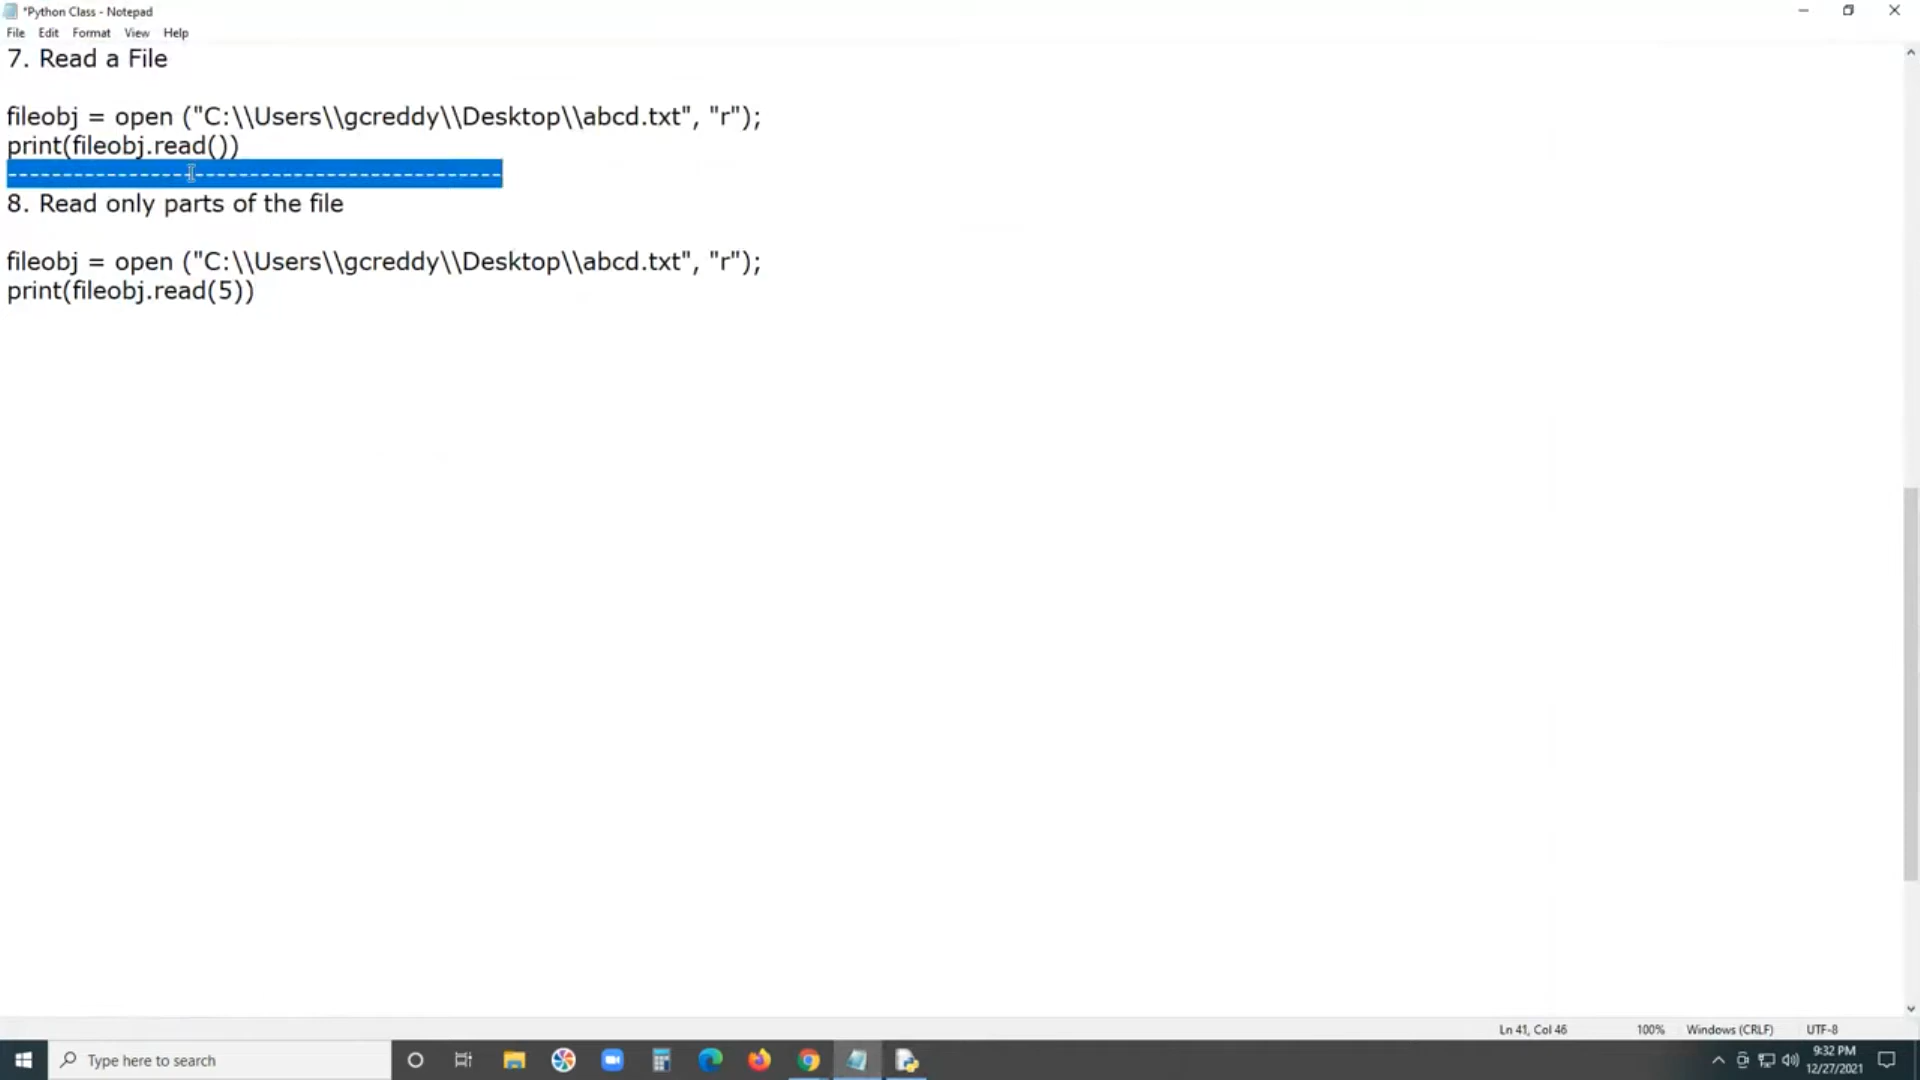 *Python Class - Notepad
File Edit Format View Help
7. Read a File
fileobj = open ("C:\\Users\\gcreddy\\Desktop\\abcd.txt", "r");
print(fileobj.read())
---------------------------------------------
8. Read only parts of the file
fileobj = open ("C:\\Users\\gcreddy\\Desktop\\abcd.txt", "r");
print(fileobj.read(5))
Ln 41, Col 46 100% Windows (CRLF) UTF-8
Type here to search
9:32 PM
12/27/2021